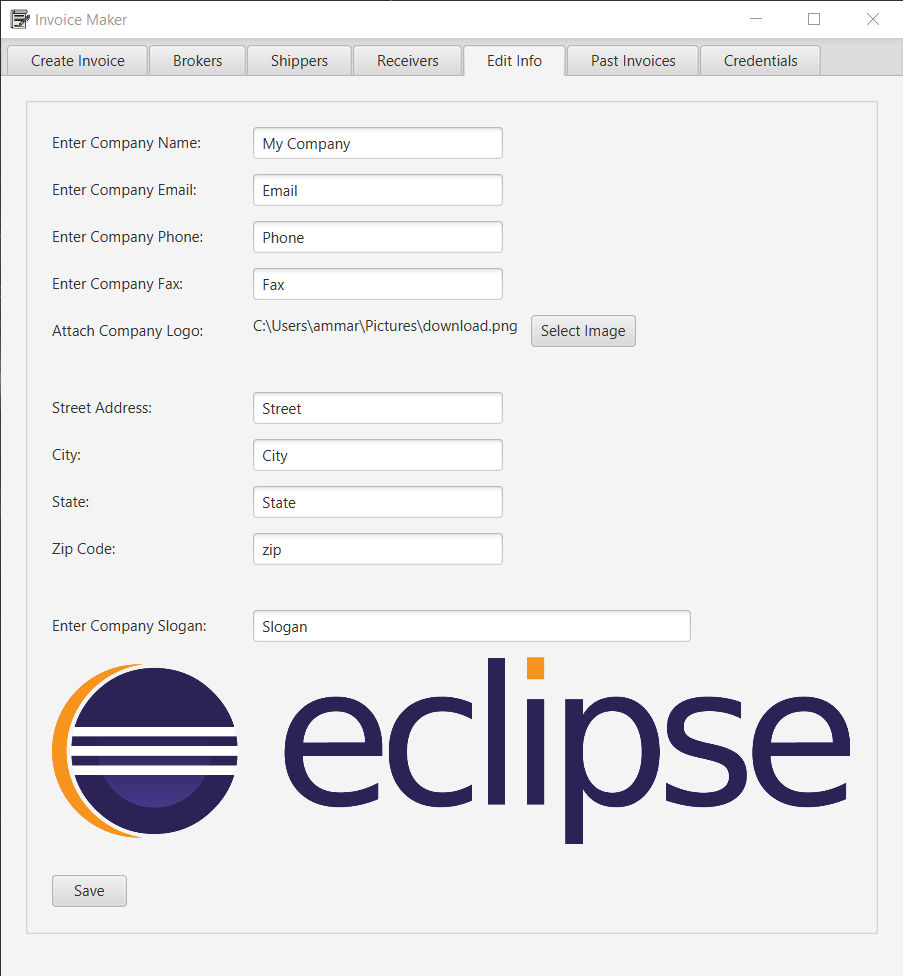 Invoice Maker
Create Invoice Brokers Shippers Receivers Edit Info Past Invoices Credentials
Enter Company Name: My Company
Enter Company Email: Email
Enter Company Phone: Phone
Enter Company Fax: Fax
Attach Company Logo: C:\Users\ammar\Pictures\download.png Select Image
Street Address: Street
City: City
State: State
Zip Code: zip
Enter Company Slogan: Slogan
eclipse
Save